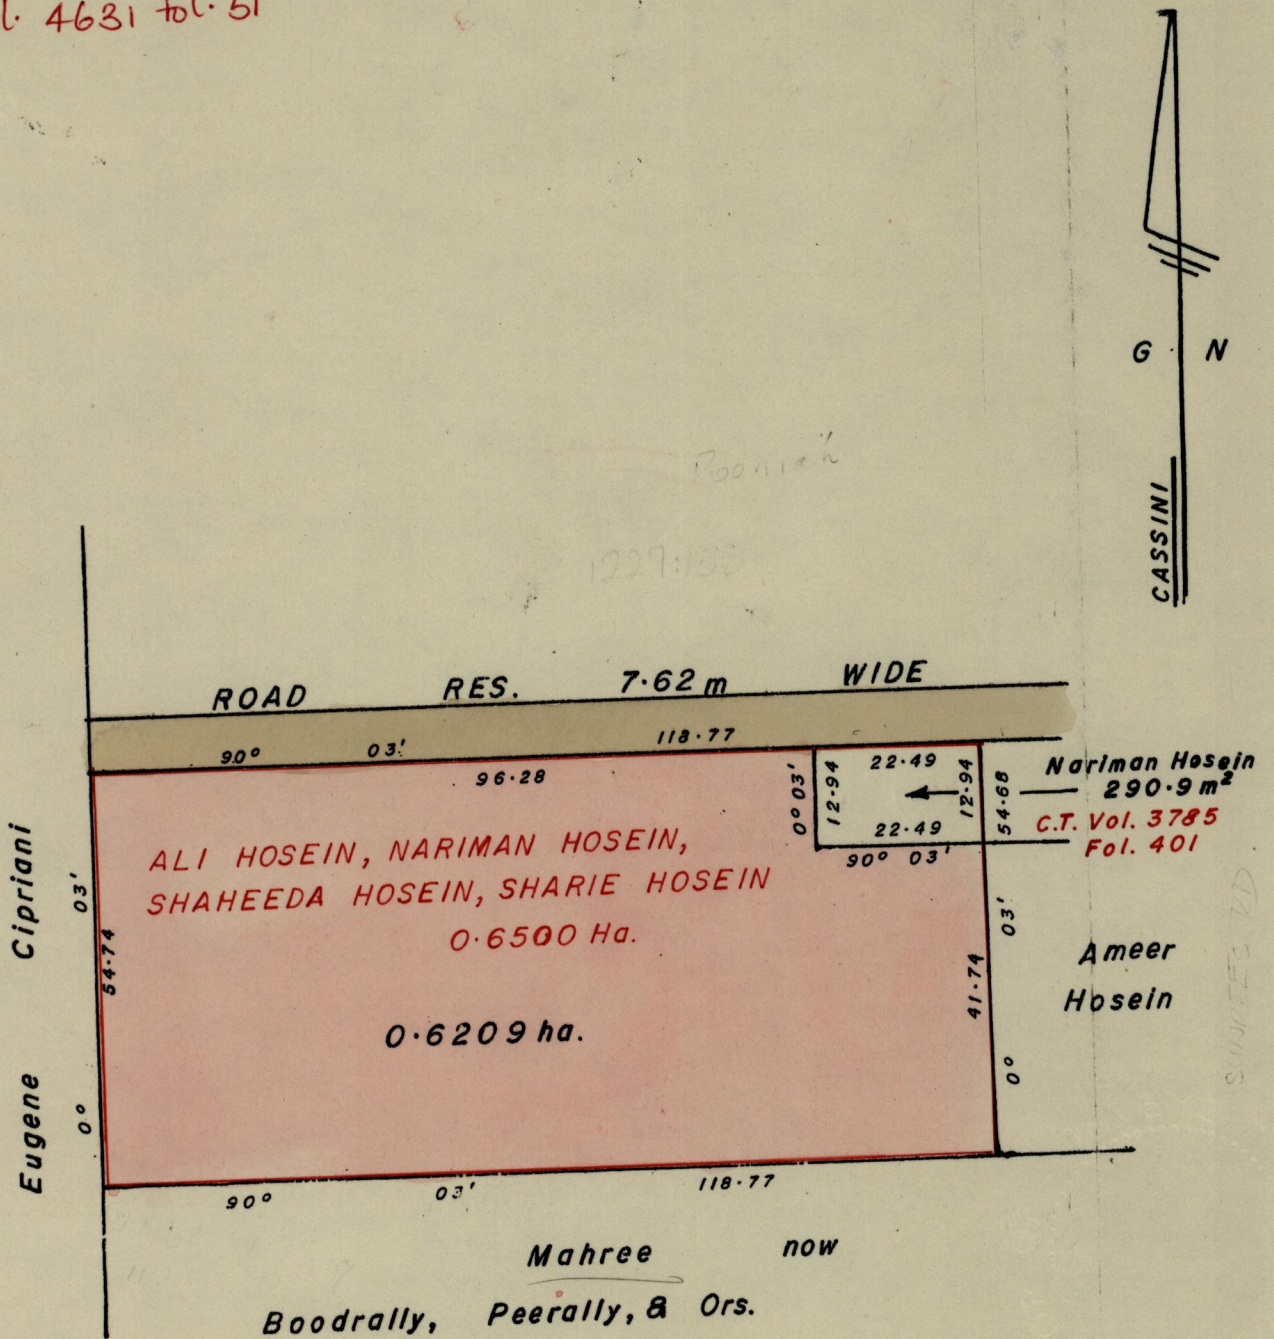 4631 fol. 51
G N
CASSINI
ROAD RES. 7·62 m WIDE
90° 03' 118·77
96·28
0° 03'
12·94
22·49
12·94
22·49
90° 03'
54·68
Nariman Hosein
290·9 m²
C.T. Vol. 3785
Fol. 401
ALI HOSEIN, NARIMAN HOSEIN,
SHAHEEDA HOSEIN, SHARIE HOSEIN
0·6500 Ha.
0·6209 ha.
Eugene Cipriani
0° 03'
54·74
41·74
0° 03'
Ameer
Hosein
90° 03' 118·77
Mahree now
Boodrally, Peerally, & Ors.